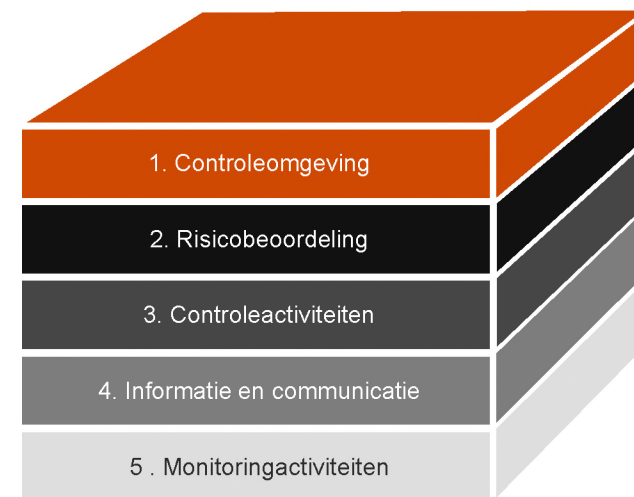 1. Controleomgeving
2. Risicobeoordeling
3. Controleactiviteiten
4. Informatie en communicatie
5 . Monitoringactiviteiten